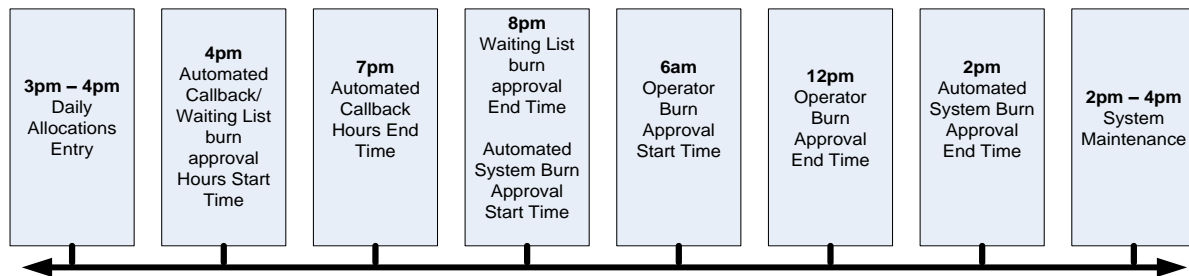 3pm – 4pm
Daily
Allocations
Entry
4pm
Automated
Callback/
Waiting List
burn
approval
Hours Start
Time
7pm
Automated
Callback
Hours End
Time
8pm
Waiting List
burn
approval
End Time
Automated
System Burn
Approval
Start Time
6am
Operator
Burn
Approval
Start Time
12pm
Operator
Burn
Approval
End Time
2pm
Automated
System Burn
Approval
End Time
2pm – 4pm
System
Maintenance